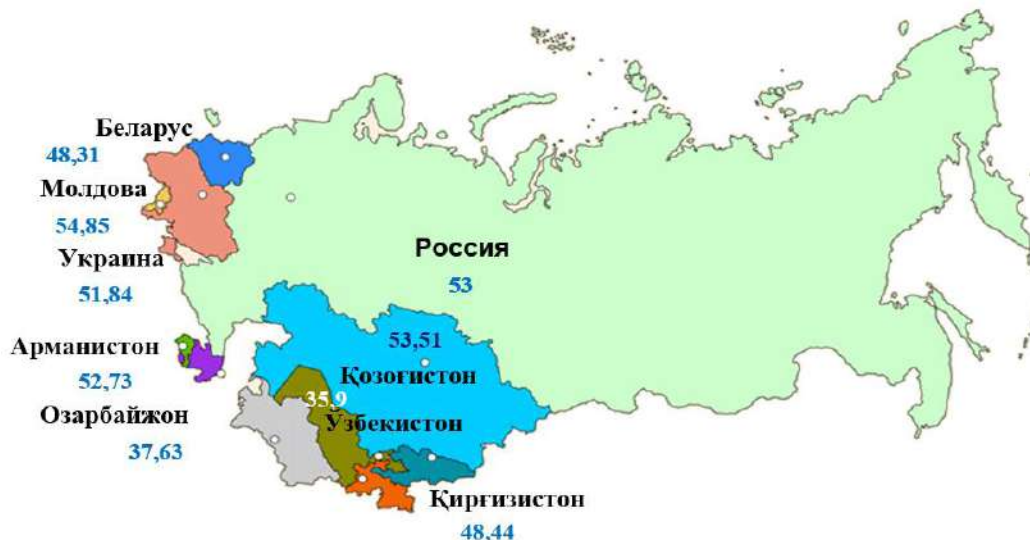 Беларус
48,31
Молдова
54,85
Украина
51,84
Россия
53
Арманистон
52,73
Озарбайжон
37,63
53,51
Қозоғистон
35,9
Узбекистон
Қирғизистон
48,44